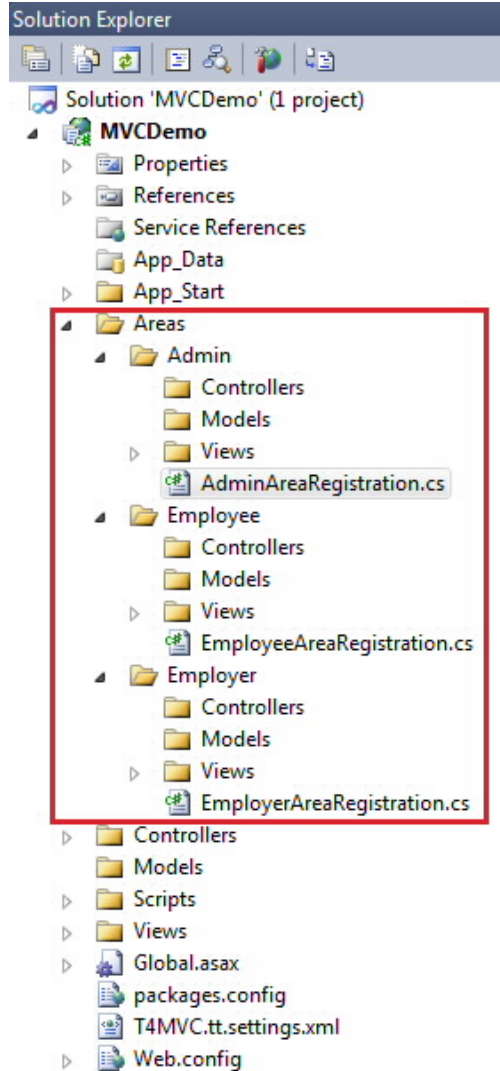 Solution Explorer
Solution 'MVCDemo' (1 project)
MVCDemo
Properties
References
Service References
App_Data
App_Start
Areas
Admin
Controllers
Models
Views
AdminAreaRegistration.cs
Employee
Controllers
Models
Views
EmployeeAreaRegistration.cs
Employer
Controllers
Models
Views
EmployerAreaRegistration.cs
Controllers
Models
Scripts
Views
Global.asax
packages.config
T4MVC.tt.settings.xml
Web.config